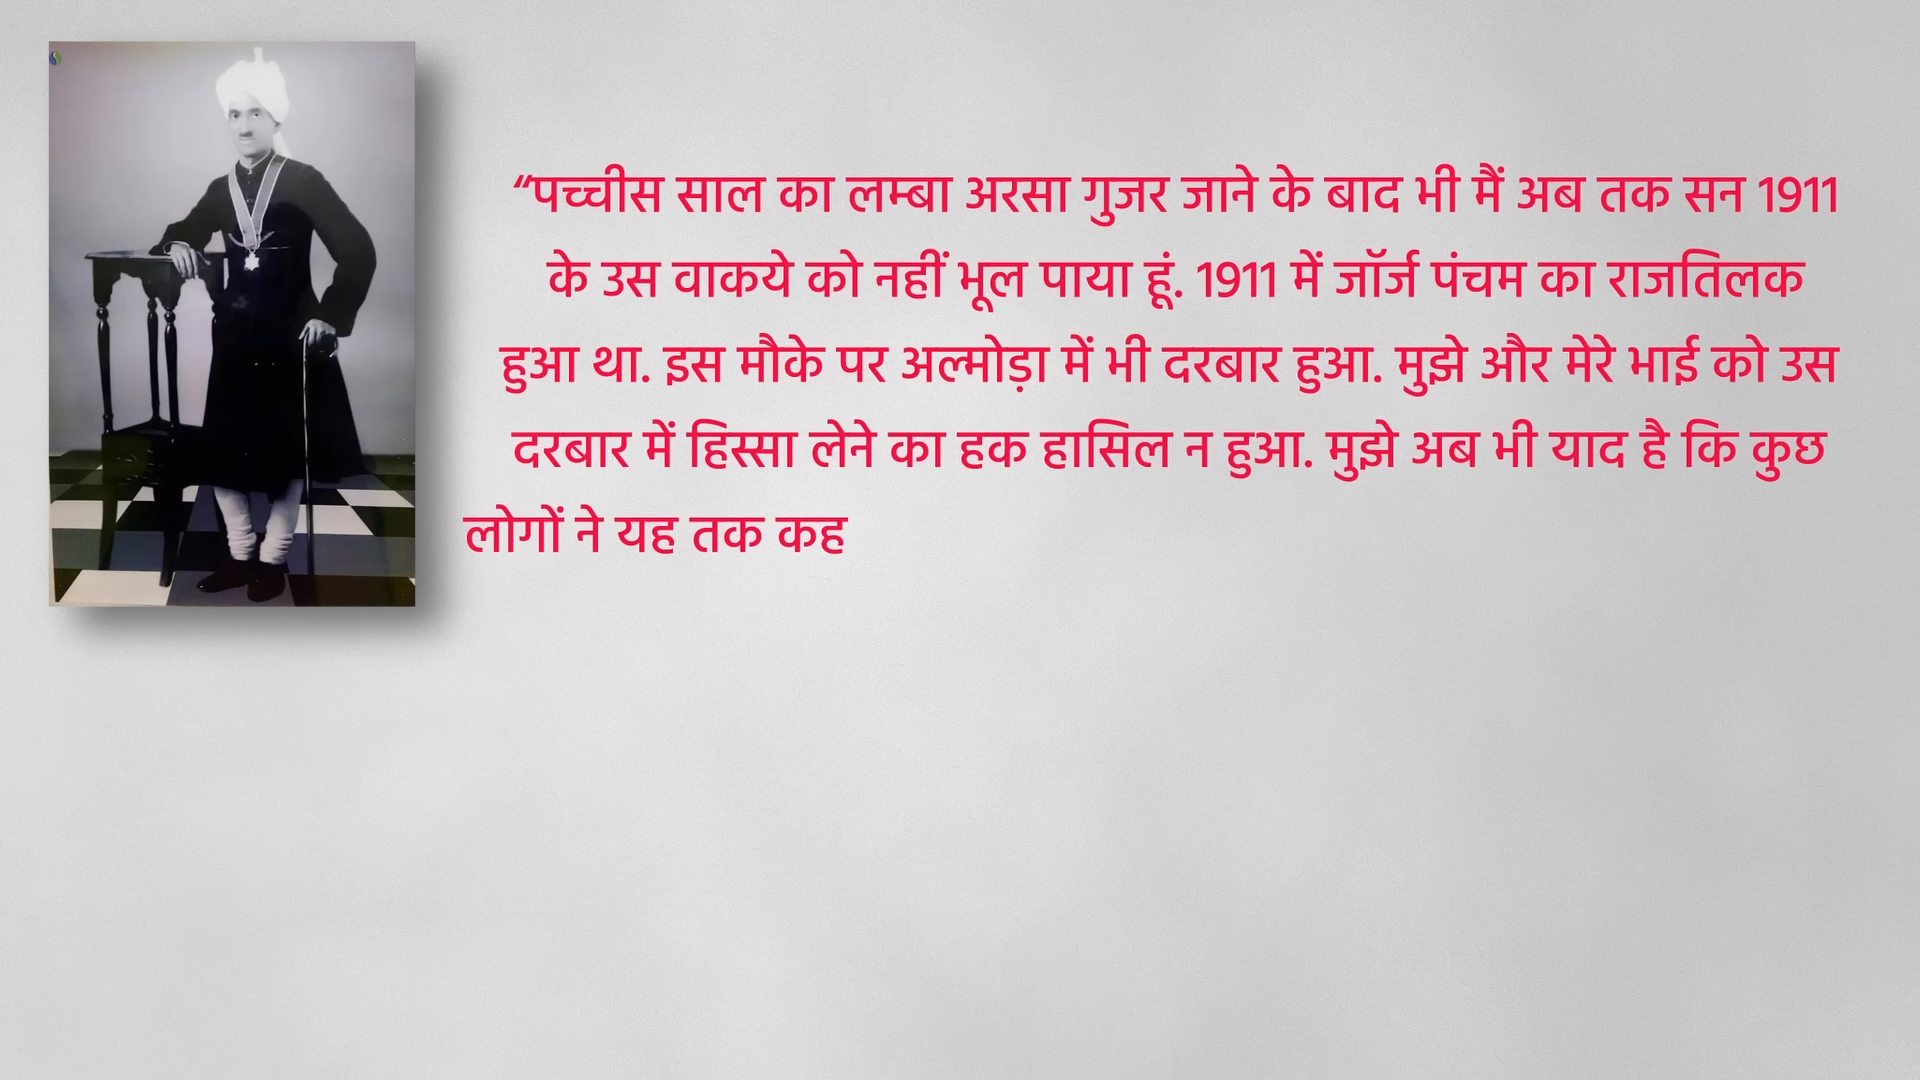 “पच्चीस साल का लम्बा अरसा गुजर जाने के बाद भी मैं अब तक सन 1911
के उस वाकये को नहीं भूल पाया हूं. 1911 में जॉर्ज पंचम का राजतिलक
हुआ था. इस मौके पर अल्मोड़ा में भी दरबार हुआ. मुझे और मेरे भाई को उस
दरबार में हिस्सा लेने का हक हासिल न हुआ. मुझे अब भी याद है कि कुछ
लोगों ने यह तक कह